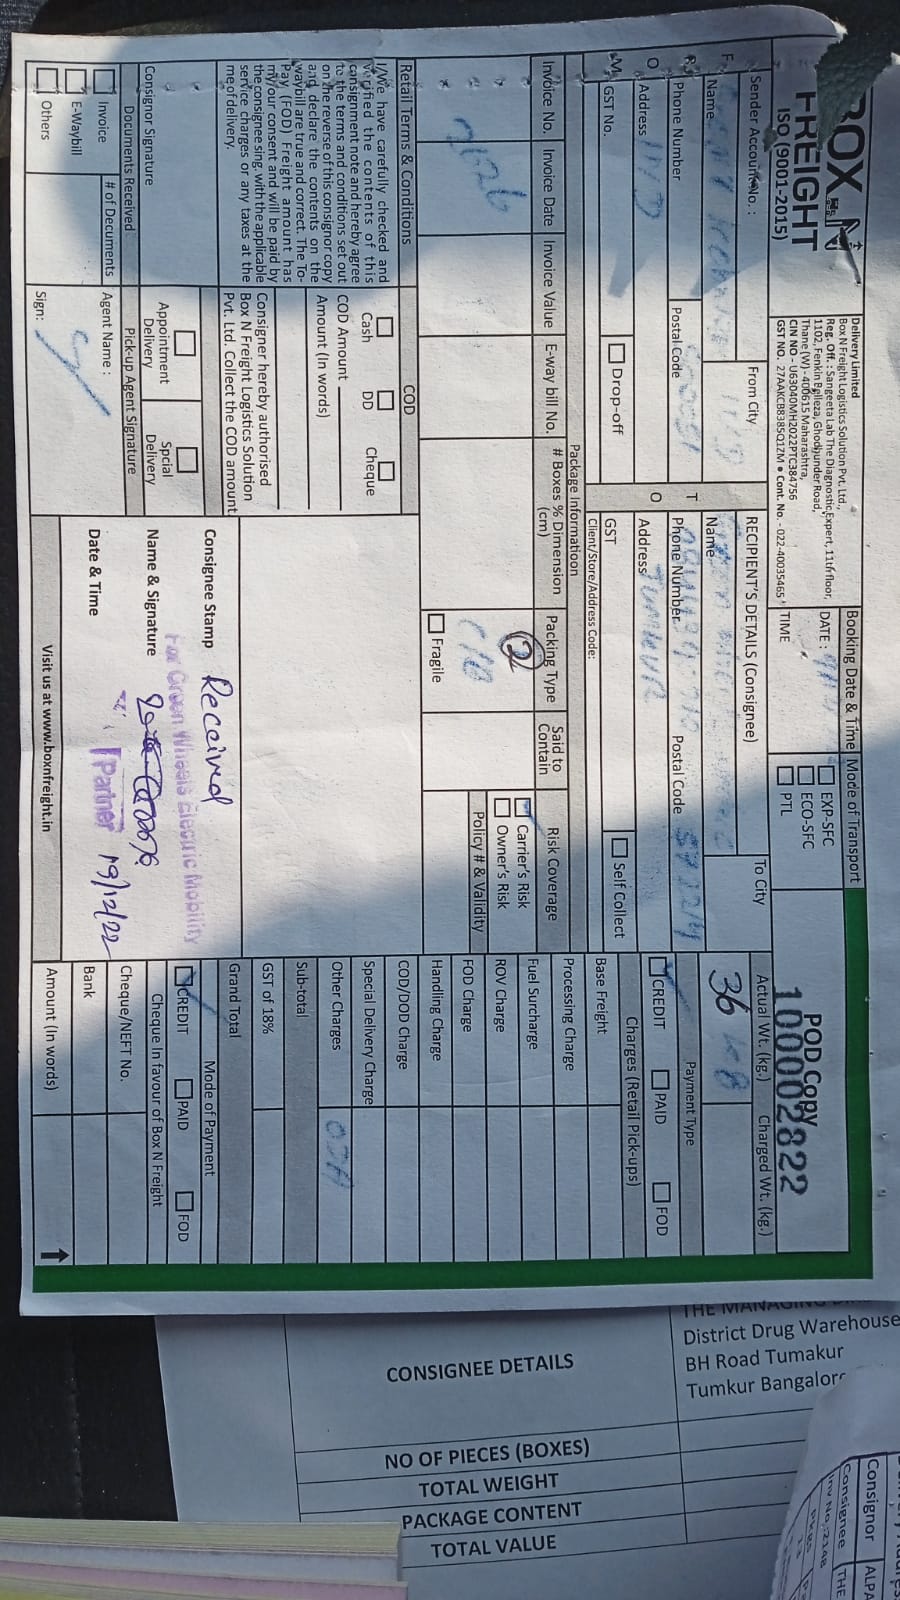 BOX N
FREIGHT
ISO (9001-2015)
Delivery Limited
Box N Freight Logistics Solution Pvt. Ltd.,
Reg. Off. : Sangeeta Lab The Diagnostic Expert, 11th floor,
1102, Fenkin Belleza, Ghodbunder Road,
Thane (W) - 400615 Maharashtra,
CIN NO - U63040MH2022PTC384756
GST NO. 27AAKCB8385Q1ZM • Cont. No. - 022-40035465
Booking Date & Time
DATE :
TIME
Mode of Transport
EXP-SFC
ECO-SFC
PTL
POD Copy
100002822
Sender Account No. :
From City
RECIPIENT'S DETAILS (Consignee)
To City
Actual Wt. (kg.)
Charged Wt. (kg.)
36 KG
F
R
O
M
Name
Phone Number
Postal Code
Address
GST No.
Drop-off
T
O
Name
Phone Number
Postal Code
Address
Tumkur
GST
Self Collect
Client/Store/Address Code:
Payment Type
CREDIT
PAID
FOD
Charges (Retail Pick-ups)
Base Freight
Processing Charge
Fuel Surcharge
ROV Charge
FOD Charge
Handling Charge
COD/DOD Charge
Special Delivery Charge
Other Charges
ODA
Sub-total
GST of 18%
Grand Total
Package Informatioon
Invoice No.
Invoice Date
Invoice Value
E-way bill No.
# Boxes % Dimension
(cm)
Packing Type
Said to
Contain
Risk Coverage
2126
2
Fragile
Carrier's Risk
Owner's Risk
Policy # & Validity
Retail Terms & Conditions
I/We have carefully checked and
verified the contents of this
consignment note and hereby agree
to the terms and conditions set out
on the reverse of this consignor copy
and declare the contents on the
waybill are true and correct. The To-
Pay (FOD) Freight amount has
my/our consent and will be paid by
the consignee sing, with the applicable
service charges or any taxes at the
me of delivery.
COD
Cash
DD
Cheque
COD Amount
Amount (In words)
Consigner hereby authorised
Box N Freight Logistics Solution
Pvt. Ltd. Collect the COD amount
Consignor Signature
Appointment
Delivery
Spcial
Delivery
Documents Received
Pick-up Agent Signature
Invoice
E-Waybill
Others
# of Documents
Agent Name :
Sign:
Consignee Stamp
Received
For Green Wheels Electric Mobility
Name & Signature
Partner
19/12/22
Date & Time
Visit us at www.boxnfreight.in
Mode of Payment
CREDIT
PAID
FOD
Cheque In favour of Box N Freight
Cheque/NEFT No.
Bank
Amount (In words)
CONSIGNEE DETAILS
District Drug Warehouse
BH Road Tumakur
Tumkur Bangalore
NO OF PIECES (BOXES)
TOTAL WEIGHT
PACKAGE CONTENT
TOTAL VALUE
Consignor
ALPA
Consignee
THE